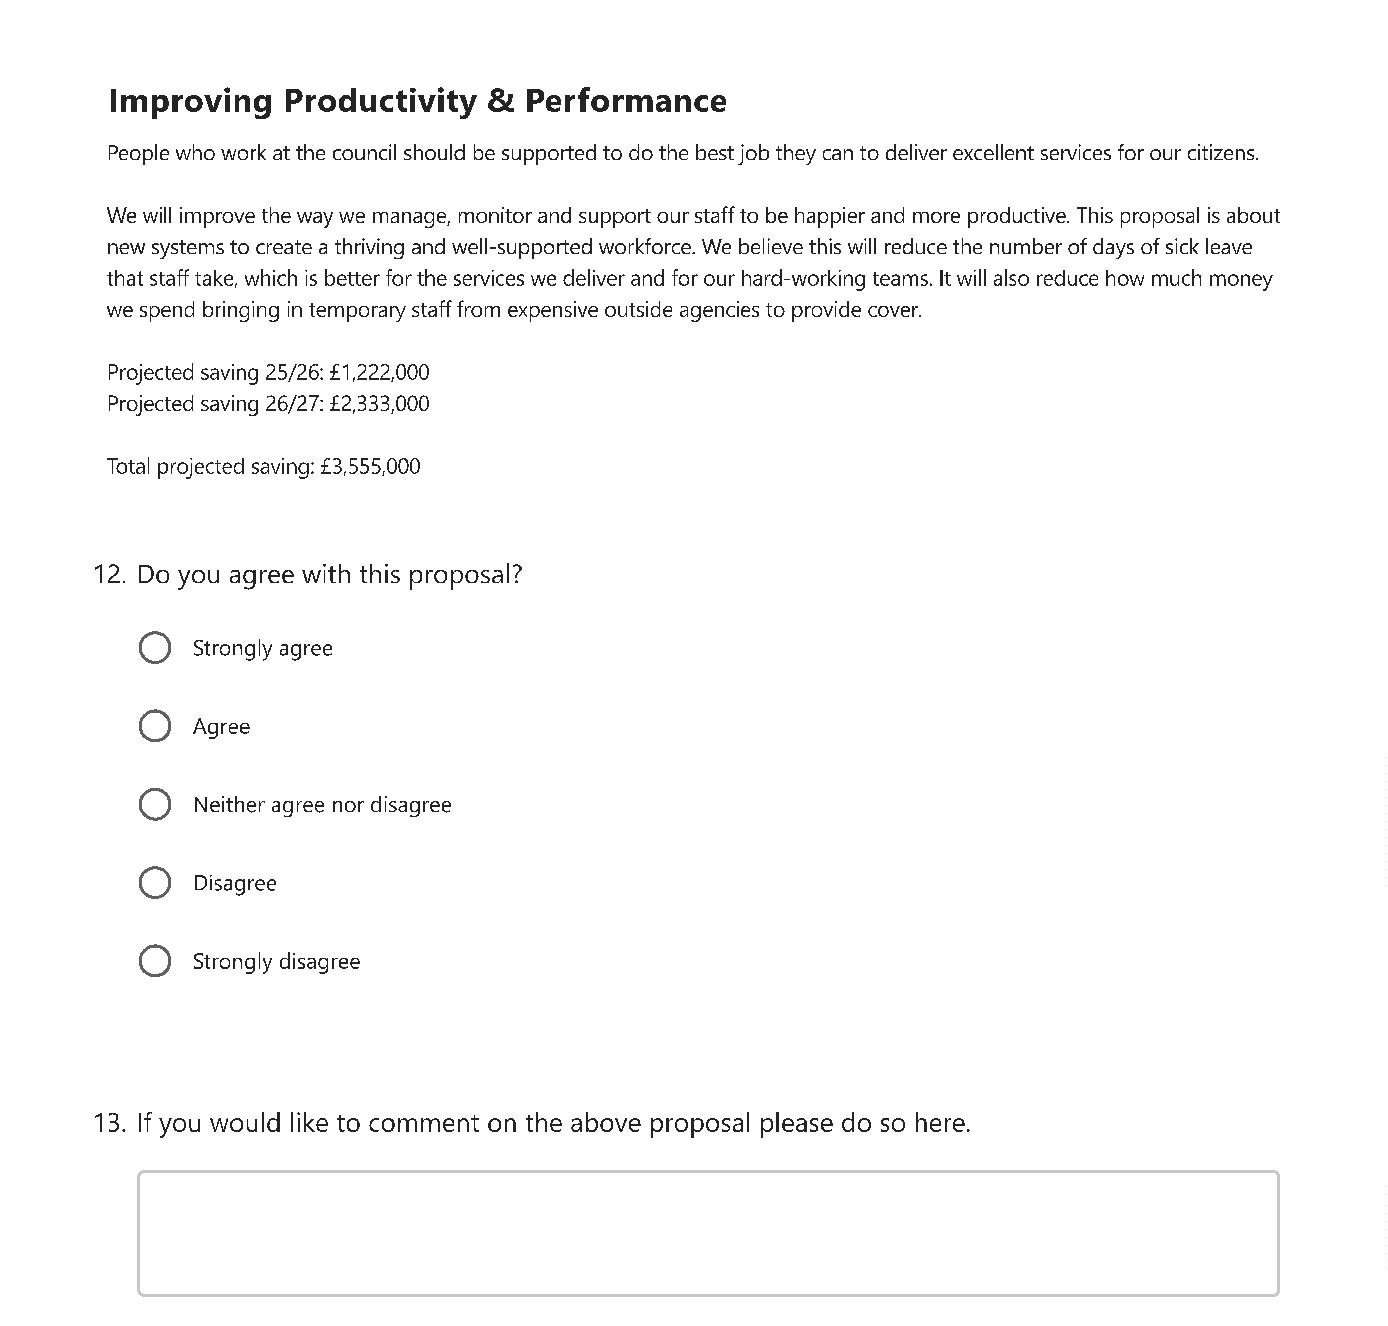 Improving Productivity & Performance
People who work at the council should be supported to do the best job they can to deliver excellent services for our citizens.
We will improve the way we manage, monitor and support our staff to be happier and more productive. This proposal is about
new systems to create a thriving and well-supported workforce. We believe this will reduce the number of days of sick leave
that staff take, which is better for the services we deliver and for our hard-working teams. It will also reduce how much money
we spend bringing in temporary staff from expensive outside agencies to provide cover.
Projected saving 25/26: £1,222,000
Projected saving 26/27: £2,333,000
Total projected saving: £3,555,000
12. Do you agree with this proposal?
Strongly agree
Agree
Neither agree nor disagree
Disagree
Strongly disagree
13. If you would like to comment on the above proposal please do so here.